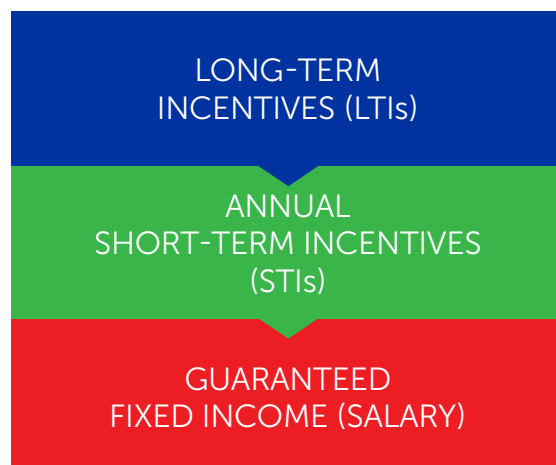 LONG-TERM
INCENTIVES (LTIs)
ANNUAL
SHORT-TERM INCENTIVES
(STIs)
GUARANTEED
FIXED INCOME (SALARY)